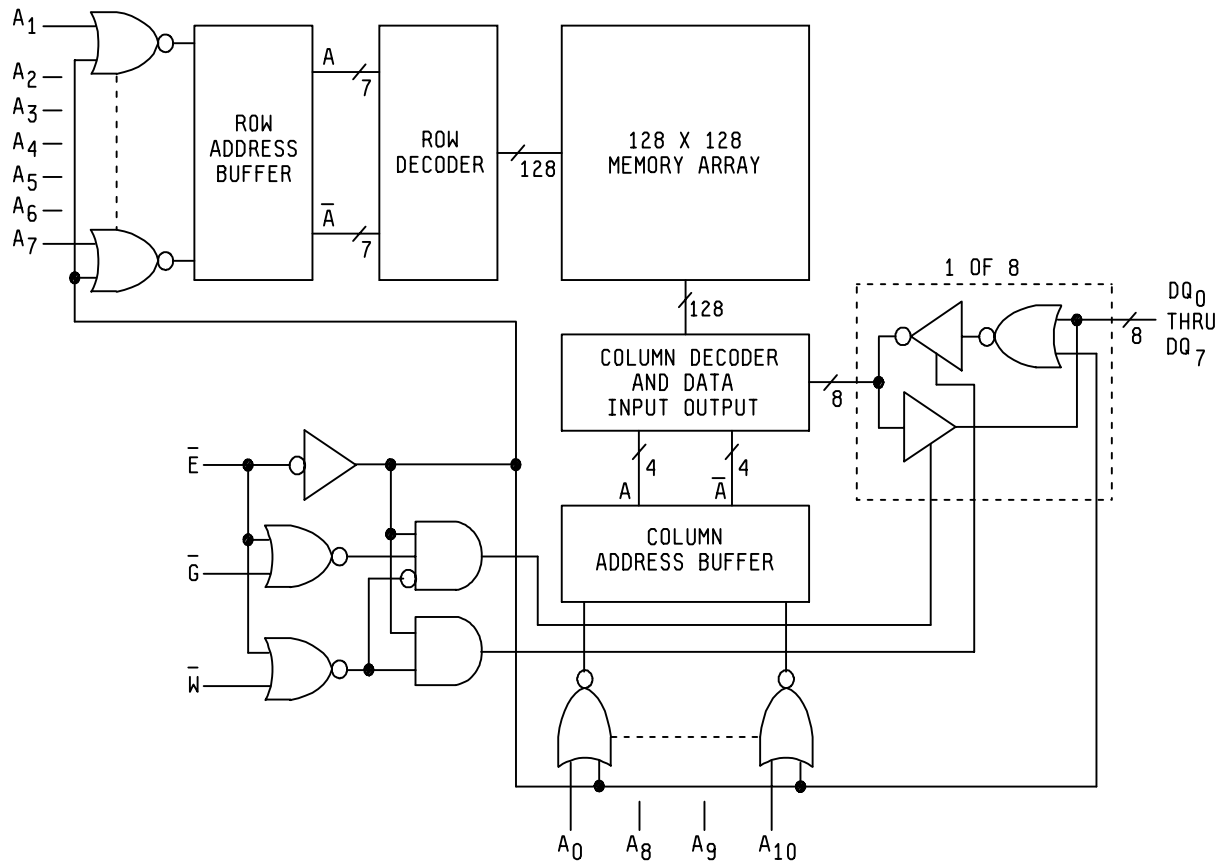 A1
A2
A3
A4
A5
A6
A7
ROW
ADDRESS
BUFFER
A
7
A̅
7
ROW
DECODER
128
128 X 128
MEMORY ARRAY
128
COLUMN DECODER
AND DATA
INPUT OUTPUT
8
1 OF 8
DQ0
THRU
DQ7
8
4
4
A
A̅
COLUMN
ADDRESS BUFFER
E̅
G̅
W̅
A0
A8
A9
A10